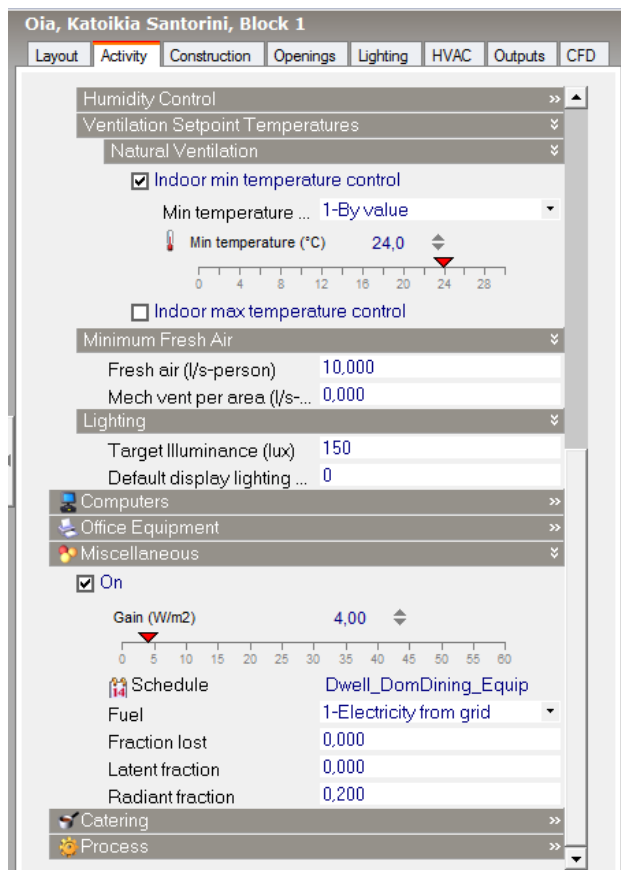 Oia, Katoikia Santorini, Block 1
Layout Activity Construction Openings Lighting HVAC Outputs CFD
Humidity Control
Ventilation Setpoint Temperatures
Natural Ventilation
Indoor min temperature control
Min temperature ... 1-By value
Min temperature (°C) 24,0
0 4 8 12 16 20 24 28
Indoor max temperature control
Minimum Fresh Air
Fresh air (l/s-person) 10,000
Mech vent per area (l/s-... 0,000
Lighting
Target Illuminance (lux) 150
Default display lighting ... 0
Computers
Office Equipment
Miscellaneous
On
Gain (W/m2) 4,00
0 5 10 15 20 25 30 35 40 45 50 55 60
14 Schedule Dwell_DomDining_Equip
Fuel 1-Electricity from grid
Fraction lost 0,000
Latent fraction 0,000
Radiant fraction 0,200
Catering
Process